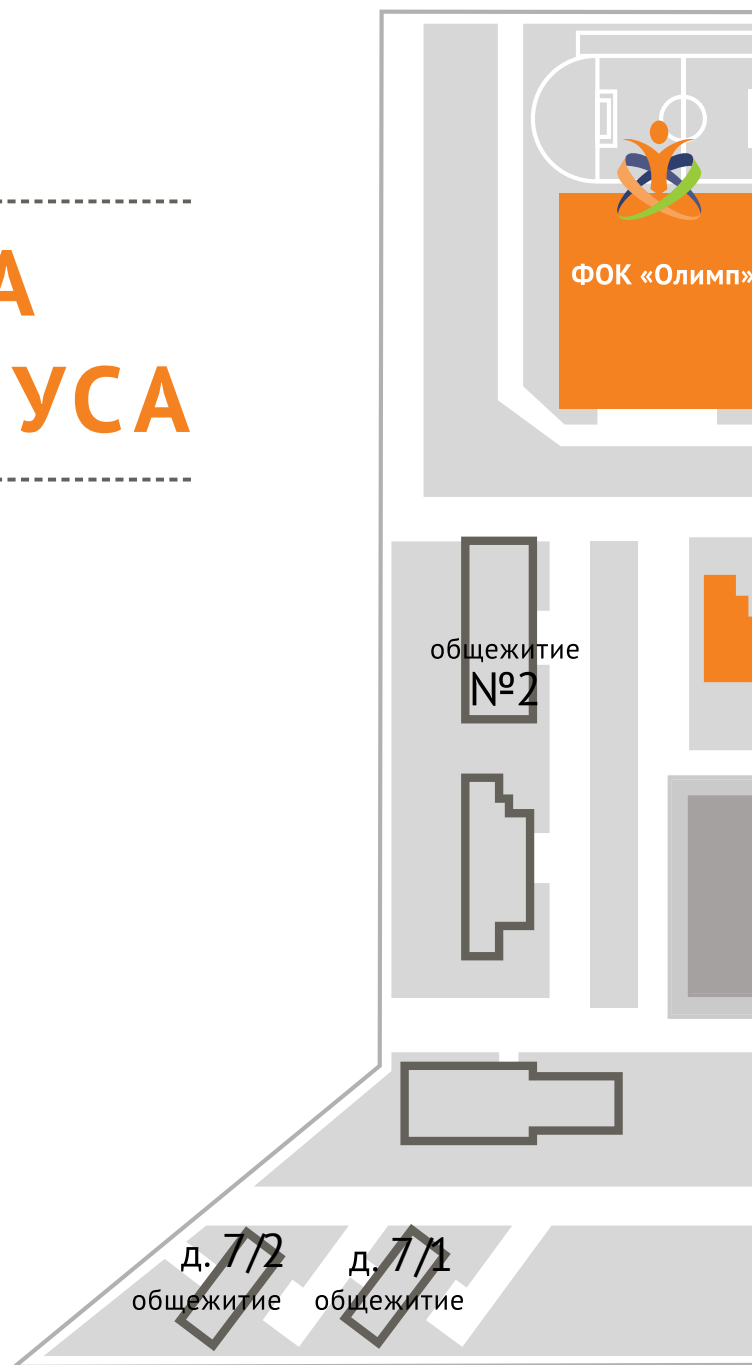 А
УСА
ФОК «Олимп»
общежитие
№2
д. 7/2
общежитие
д. 7/1
общежитие